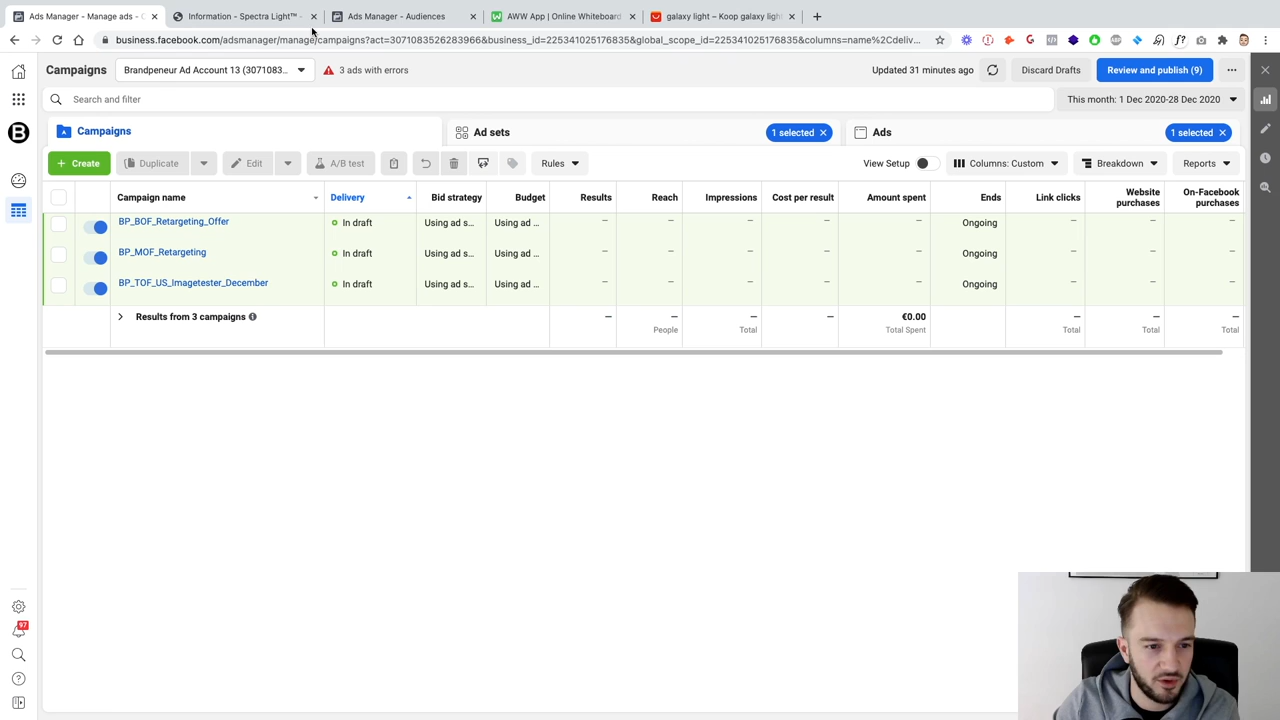 Ads Manager - Manage ads - C
Information - Spectra Light™ -
Ads Manager - Audiences
AWW App | Online Whiteboard
galaxy light – Koop galaxy light
business.facebook.com/adsmanager/manage/campaigns?act=3071083526283966&business_id=225341025176835&global_scope_id=225341025176835&columns=name%2Cdeliv...
Campaigns
Brandpeneur Ad Account 13 (3071083...
3 ads with errors
Updated 31 minutes ago
Discard Drafts
Review and publish (9)
Search and filter
This month: 1 Dec 2020-28 Dec 2020
Campaigns
Ad sets
1 selected
Ads
1 selected
+ Create
Duplicate
Edit
A/B test
Rules
View Setup
Columns: Custom
Breakdown
Reports
Campaign name
Delivery
Bid strategy
Budget
Results
Reach
Impressions
Cost per result
Amount spent
Ends
Link clicks
Website purchases
On-Facebook purchases
BP_BOF_Retargeting_Offer
In draft
Using ad s...
Using ad ...
— — — — — Ongoing — — —
BP_MOF_Retargeting
In draft
Using ad s...
Using ad ...
— — — — — Ongoing — — —
BP_TOF_US_Imagetester_December
In draft
Using ad s...
Using ad ...
— — — — — Ongoing — — —
Results from 3 campaigns
— — — — €0.00 — — —
People
Total
Total Spent
Total
Total
Total
97
B